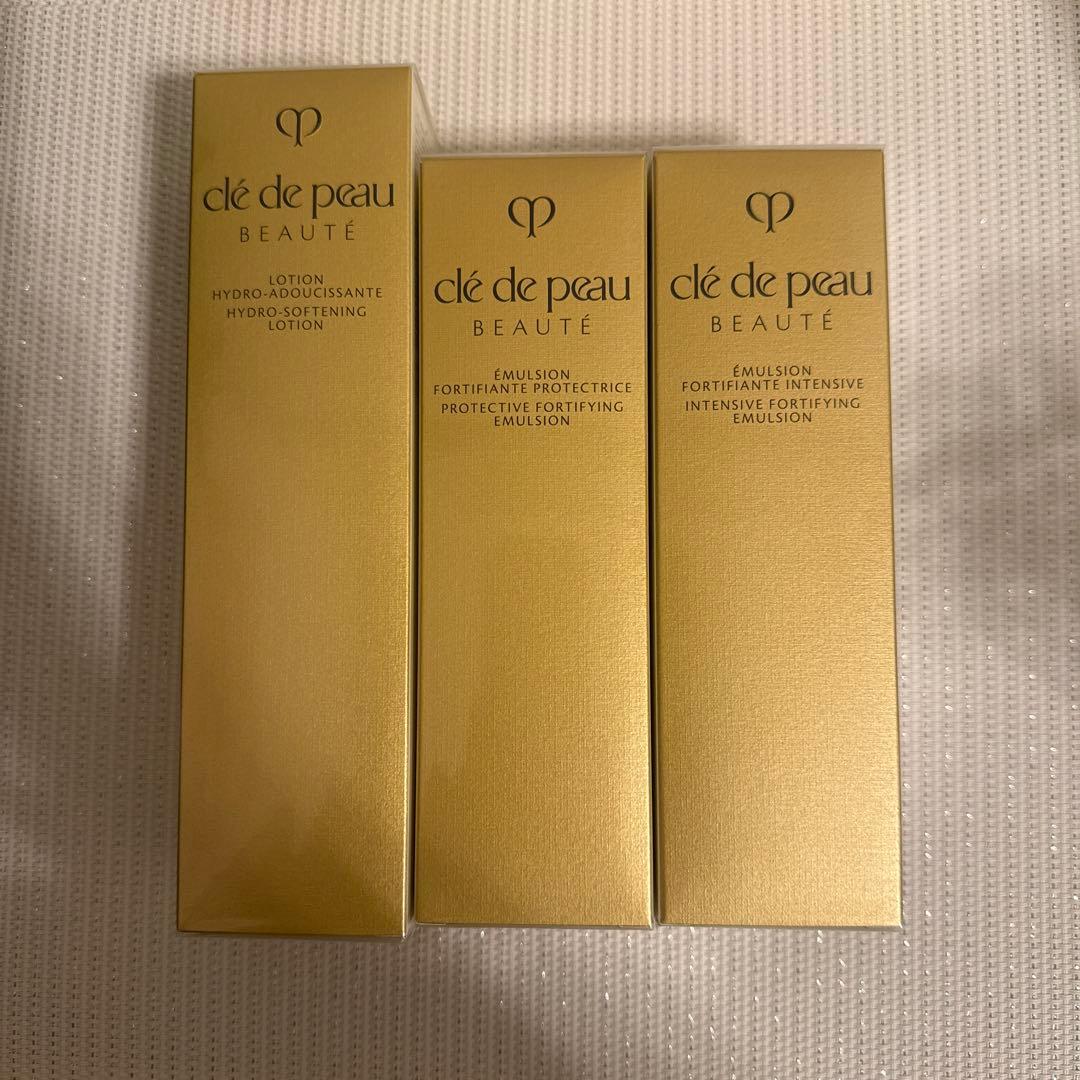 clé de peau
BEAUTÉ
LOTION
HYDRO-ADOUCISSANTE
HYDRO-SOFTENING
LOTION
clé de peau
BEAUTÉ
ÉMULSION
FORTIFIANTE PROTECTRICE
PROTECTIVE FORTIFYING
EMULSION
clé de peau
BEAUTÉ
ÉMULSION
FORTIFIANTE INTENSIVE
INTENSIVE FORTIFYING
EMULSION